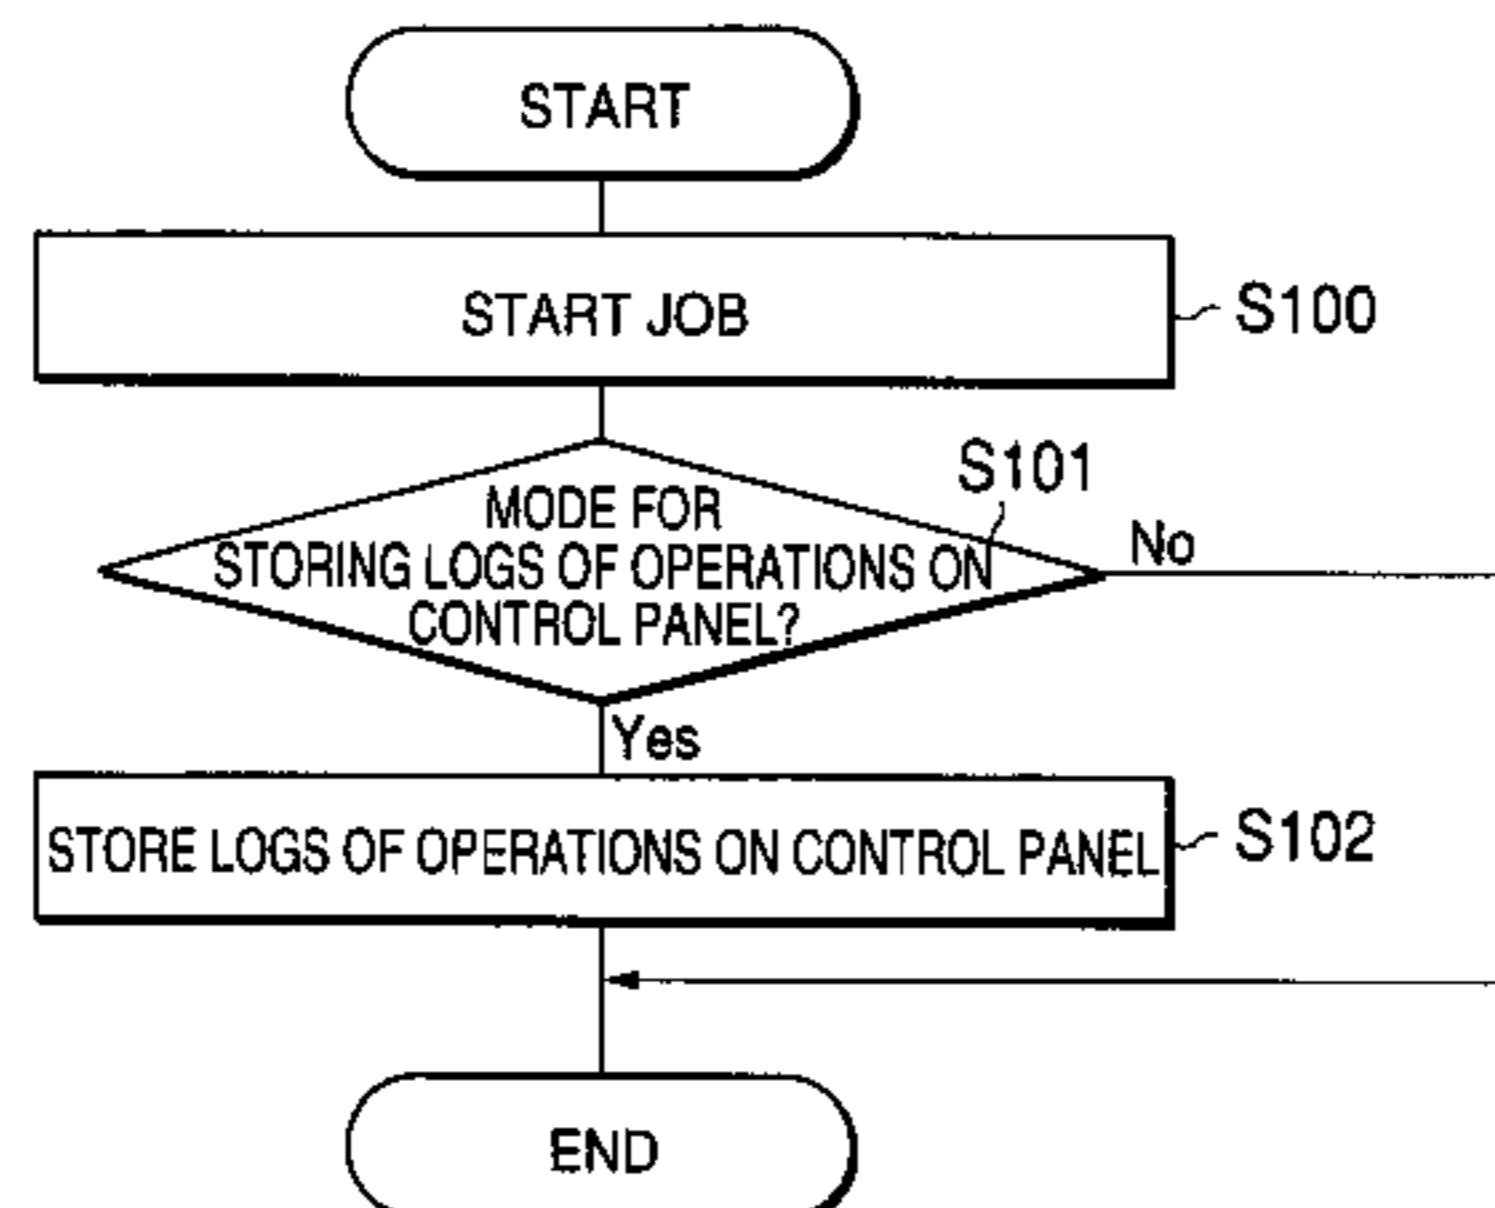 START
START JOB
S100
S101
MODE FOR
STORING LOGS OF OPERATIONS ON
CONTROL PANEL?
No
Yes
STORE LOGS OF OPERATIONS ON CONTROL PANEL
S102
END